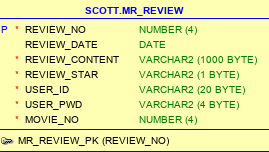 SCOTT.MR_REVIEW
P * REVIEW_NO NUMBER (4)
REVIEW_DATE DATE
* REVIEW_CONTENT VARCHAR2 (1000 BYTE)
* REVIEW_STAR VARCHAR2 (1 BYTE)
* USER_ID VARCHAR2 (20 BYTE)
* USER_PWD VARCHAR2 (4 BYTE)
* MOVIE_NO NUMBER (4)
MR_REVIEW_PK (REVIEW_NO)